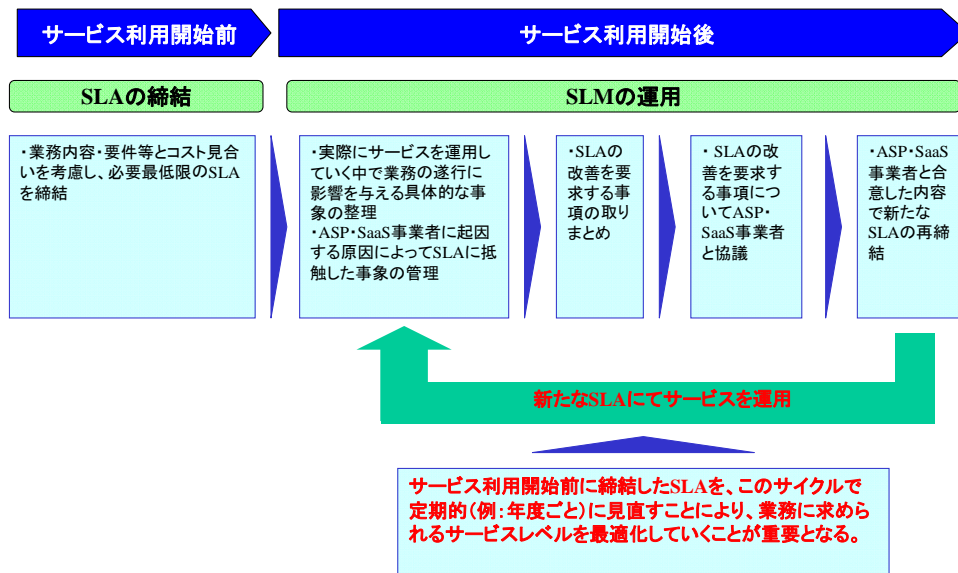 サービス利用開始前
サービス利用開始後
SLAの締結
SLMの運用
・業務内容・要件等とコスト見合
いを考慮し、必要最低限のSLA
を締結
・実際にサービスを運用し
ていく中で業務の遂行に
影響を与える具体的な事
象の整理
・ASP・SaaS事業者に起因
する原因によってSLAに抵
触した事象の管理
・SLAの
改善を要
求する事
項の取り
まとめ
・ SLAの改
善を要求す
る事項につ
いてASP・
SaaS事業者
と協議
・ASP・SaaS
事業者と合
意した内容
で新たな
SLAの再締
結
新たなSLAにてサービスを運用
サービス利用開始前に締結したSLAを、このサイクルで
定期的（例：年度ごと）に見直すことにより、業務に求めら
れるサービスレベルを最適化していくことが重要となる。